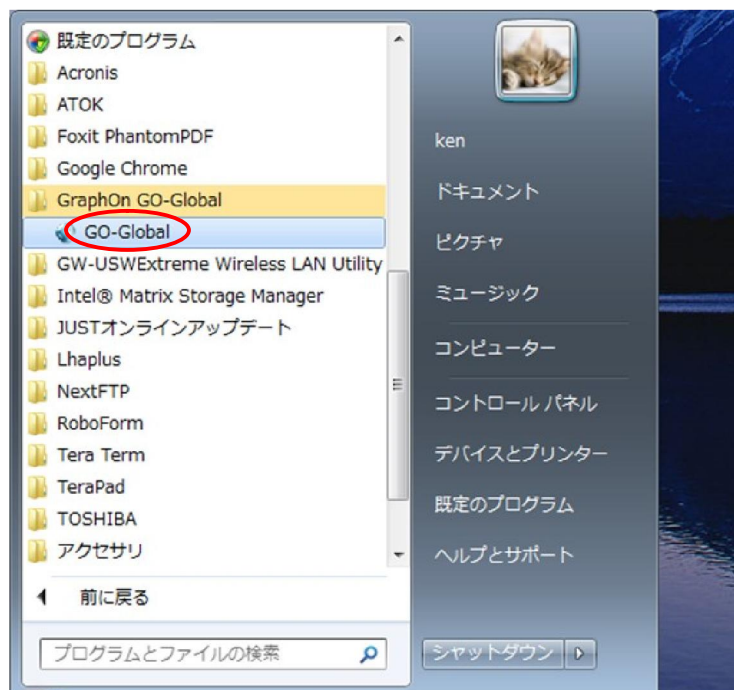 既定のプログラム
Acronis
ATOK
Foxit PhantomPDF
Google Chrome
GraphOn GO-Global
GO-Global
GW-USWExtreme Wireless LAN Utility
Intel® Matrix Storage Manager
JUSTオンラインアップデート
Lhaplus
NextFTP
RoboForm
Tera Term
TeraPad
TOSHIBA
アクセサリ
前に戻る
プログラムとファイルの検索
ken
ドキュメント
ピクチャ
ミュージック
コンピューター
コントロール パネル
デバイスとプリンター
既定のプログラム
ヘルプとサポート
シャットダウン